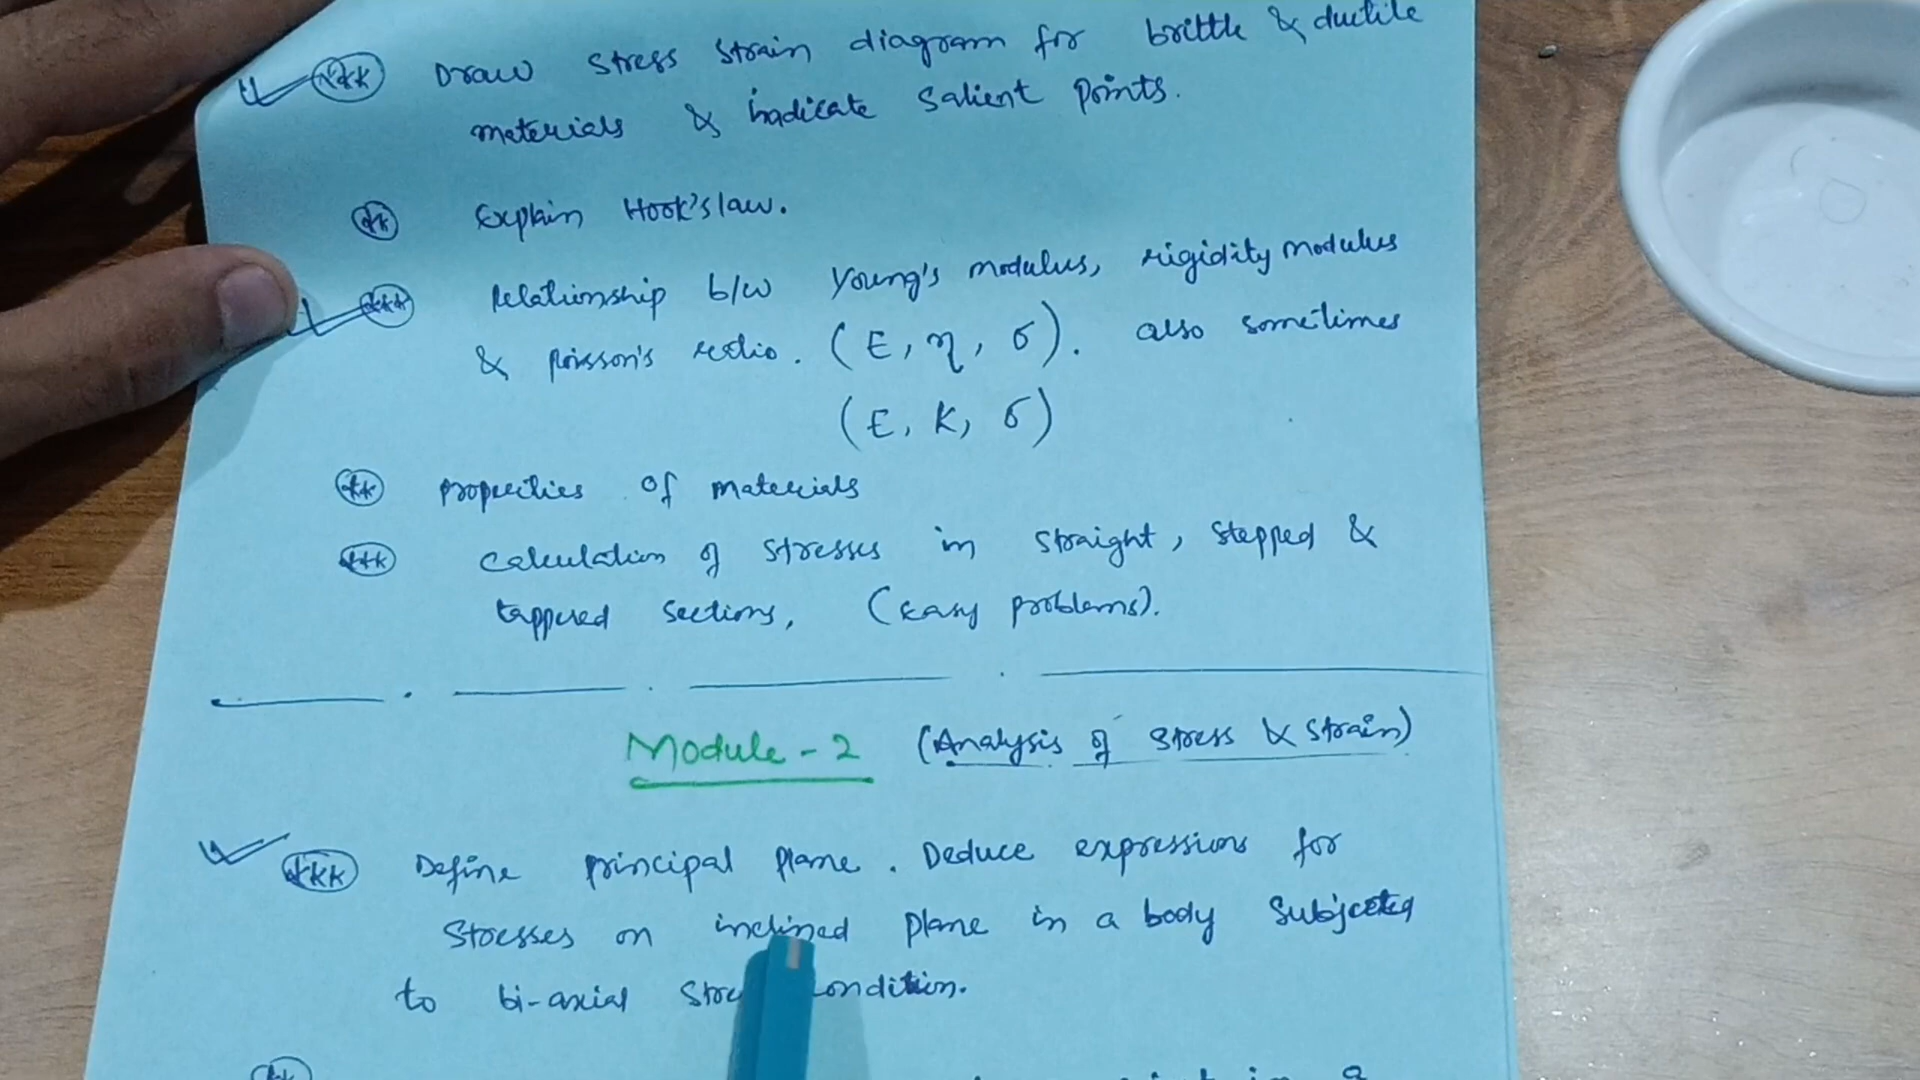 *** Draw stress strain diagram for brittle & ductile
materials & indicate salient points.
** Explain Hook's law.
*** Relationship b/w Young's modulus, rigidity modulus
& poisson's ratio. (E, η, σ). also sometimes
(E, K, σ)
** properties of materials
*** calculation of stresses in straight, stepped &
tappered sections, (easy problems).
Module - 2 (Analysis of stress & strain)
*** Define principal plane. Deduce expressions for
stresses on inclined plane in a body subjected
to bi-axial condition.
**